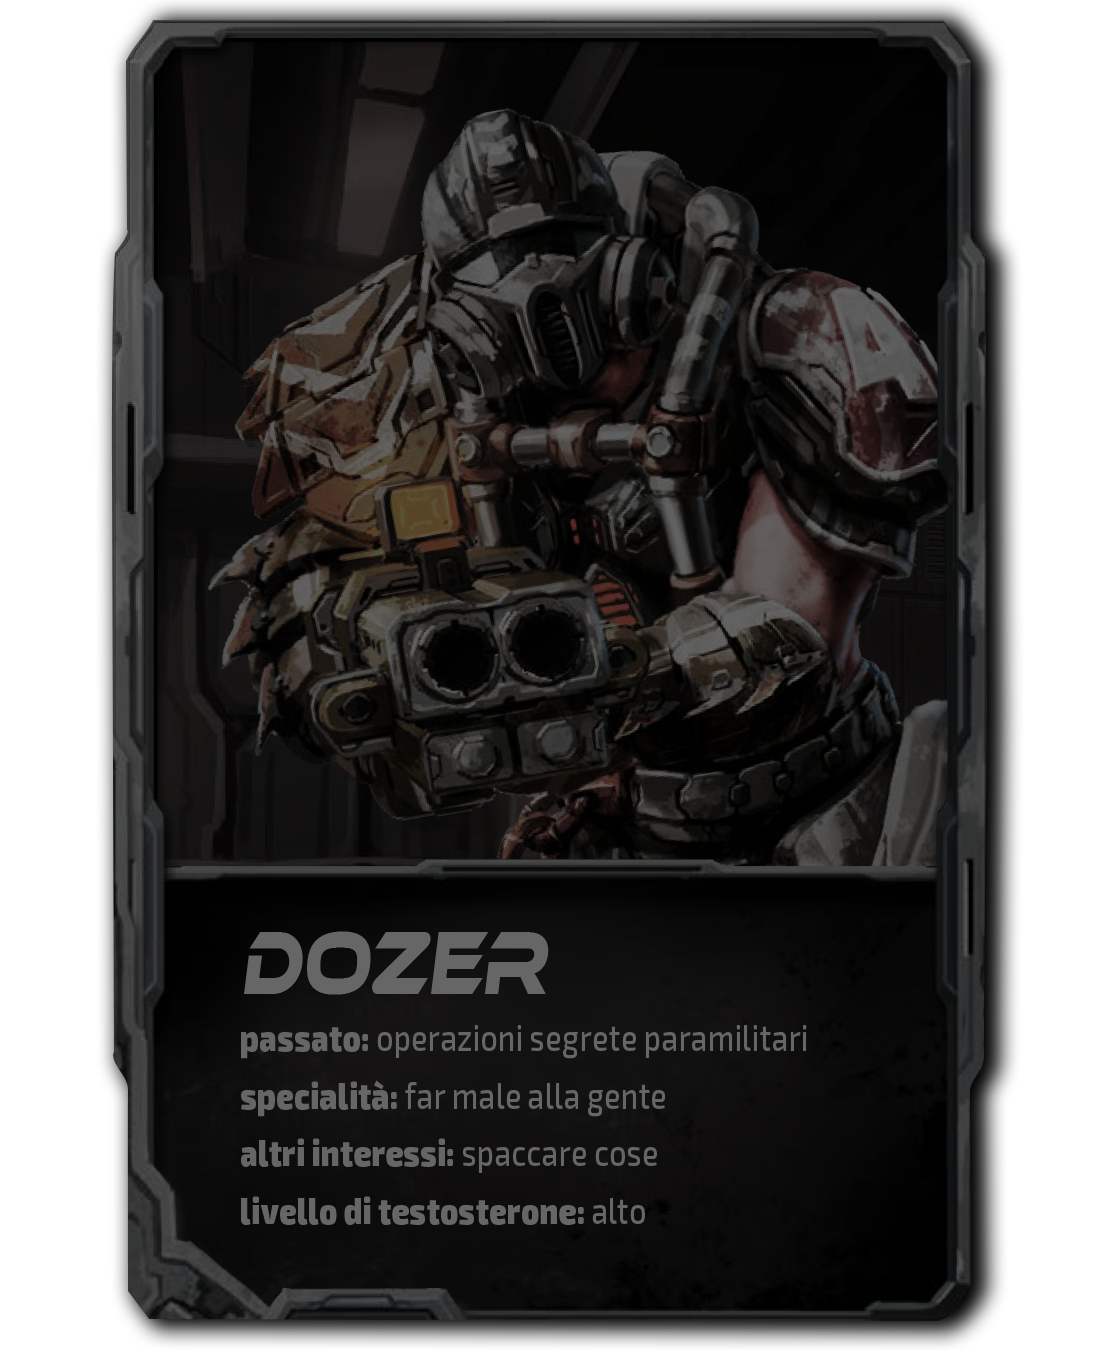 A
DOZER
passato: operazioni segrete paramilitari
specialità: far male alla gente
altri interessi: spaccare cose
livello di testosterone: alto